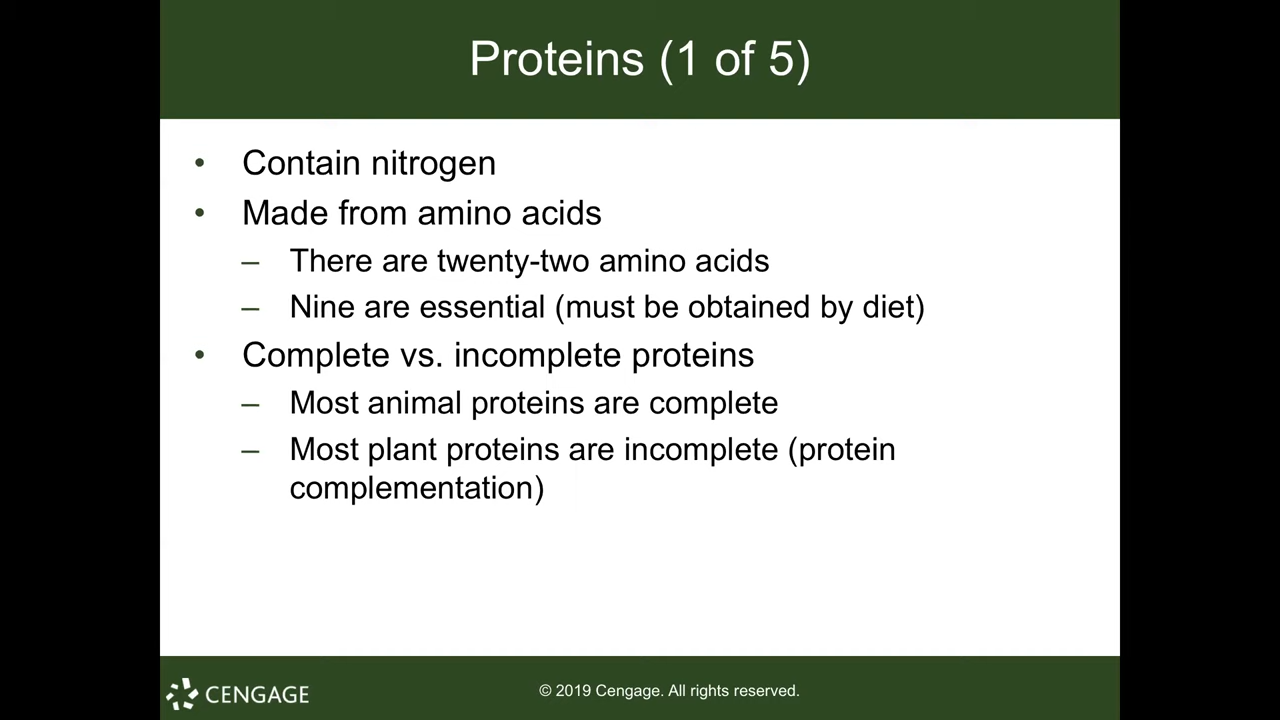 Proteins (1 of 5)
• Contain nitrogen
• Made from amino acids
– There are twenty-two amino acids
– Nine are essential (must be obtained by diet)
• Complete vs. incomplete proteins
– Most animal proteins are complete
– Most plant proteins are incomplete (protein
complementation)
CENGAGE
© 2019 Cengage. All rights reserved.